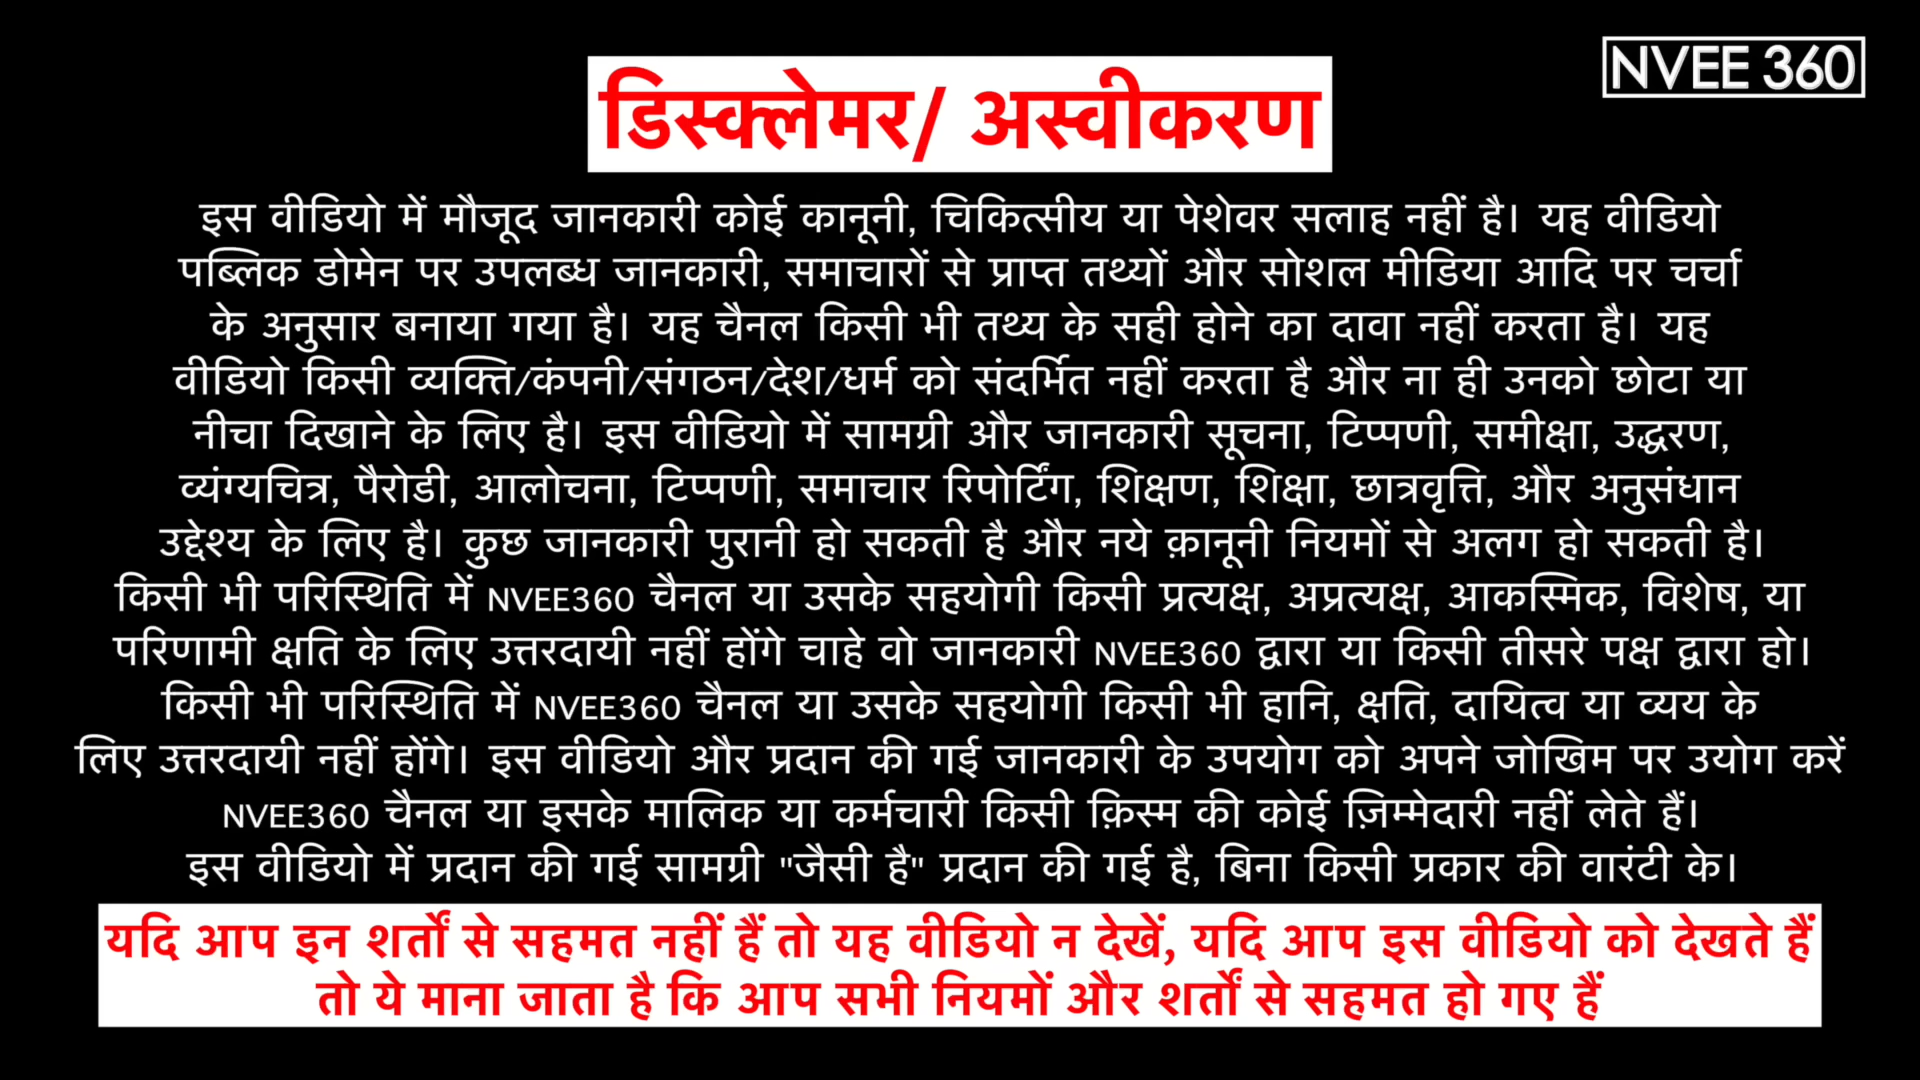 NVEE 360
डिस्क्लेमर/ अस्वीकरण
इस वीडियो में मौजूद जानकारी कोई कानूनी, चिकित्सीय या पेशेवर सलाह नहीं है। यह वीडियो
पब्लिक डोमेन पर उपलब्ध जानकारी, समाचारों से प्राप्त तथ्यों और सोशल मीडिया आदि पर चर्चा
के अनुसार बनाया गया है। यह चैनल किसी भी तथ्य के सही होने का दावा नहीं करता है। यह
वीडियो किसी व्यक्ति/कंपनी/संगठन/देश/धर्म को संदर्भित नहीं करता है और ना ही उनको छोटा या
नीचा दिखाने के लिए है। इस वीडियो में सामग्री और जानकारी सूचना, टिप्पणी, समीक्षा, उद्धरण,
व्यंग्यचित्र, पैरोडी, आलोचना, टिप्पणी, समाचार रिपोर्टिंग, शिक्षण, शिक्षा, छात्रवृत्ति, और अनुसंधान
उद्देश्य के लिए है। कुछ जानकारी पुरानी हो सकती है और नये क़ानूनी नियमों से अलग हो सकती है।
किसी भी परिस्थिति में NVEE360 चैनल या उसके सहयोगी किसी प्रत्यक्ष, अप्रत्यक्ष, आकस्मिक, विशेष, या
परिणामी क्षति के लिए उत्तरदायी नहीं होंगे चाहे वो जानकारी NVEE360 द्वारा या किसी तीसरे पक्ष द्वारा हो।
किसी भी परिस्थिति में NVEE360 चैनल या उसके सहयोगी किसी भी हानि, क्षति, दायित्व या व्यय के
लिए उत्तरदायी नहीं होंगे। इस वीडियो और प्रदान की गई जानकारी के उपयोग को अपने जोखिम पर उयोग करें
NVEE360 चैनल या इसके मालिक या कर्मचारी किसी क़िस्म की कोई ज़िम्मेदारी नहीं लेते हैं।
इस वीडियो में प्रदान की गई सामग्री "जैसी है" प्रदान की गई है, बिना किसी प्रकार की वारंटी के।
यदि आप इन शर्तों से सहमत नहीं हैं तो यह वीडियो न देखें, यदि आप इस वीडियो को देखते हैं
तो ये माना जाता है कि आप सभी नियमों और शर्तों से सहमत हो गए हैं